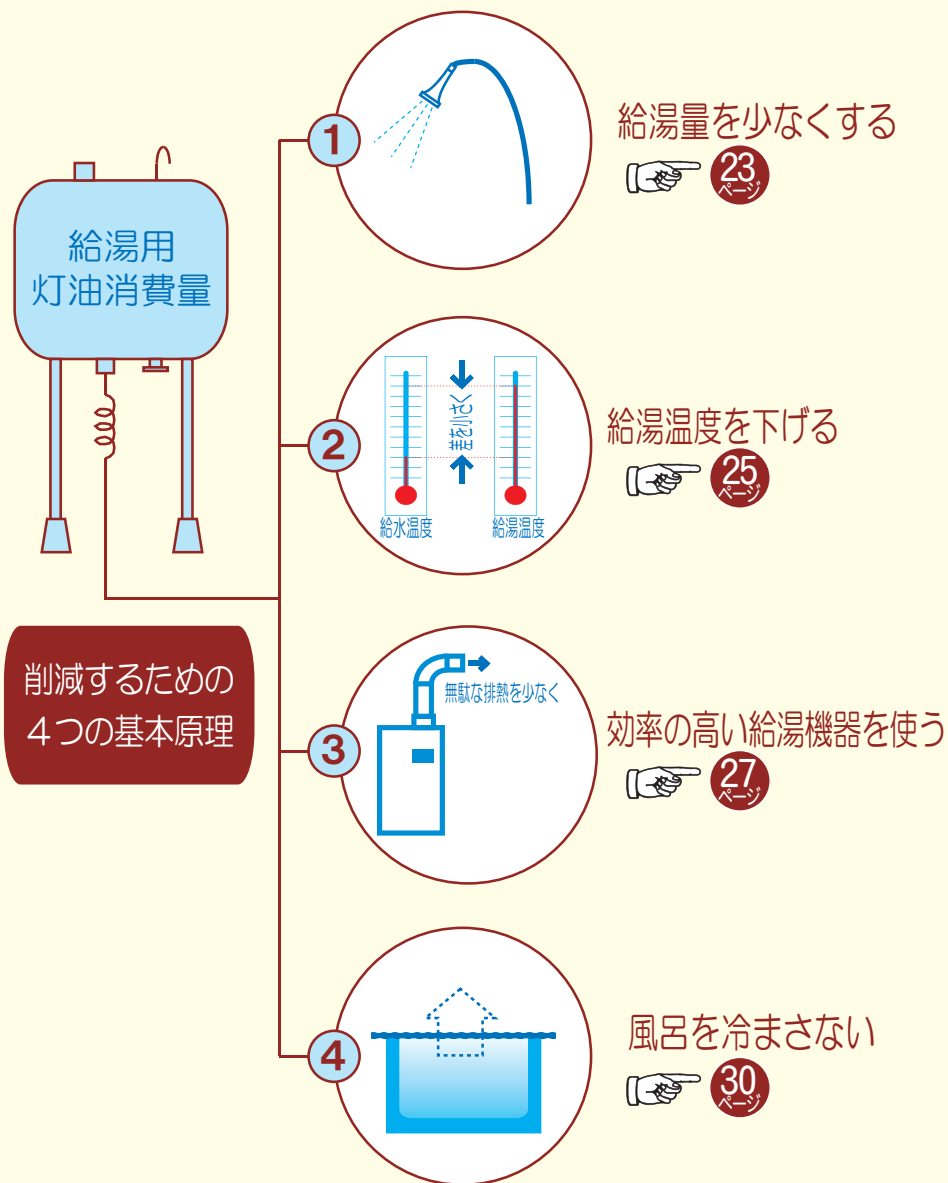 給湯用
灯油消費量
削減するための
4つの基本原理
1
給湯量を少なくする
23
ページ
2
差を小さく
給水温度
給湯温度
給湯温度を下げる
25
ページ
3
無駄な排熱を少なく
効率の高い給湯機器を使う
27
ページ
4
風呂を冷まさない
30
ページ